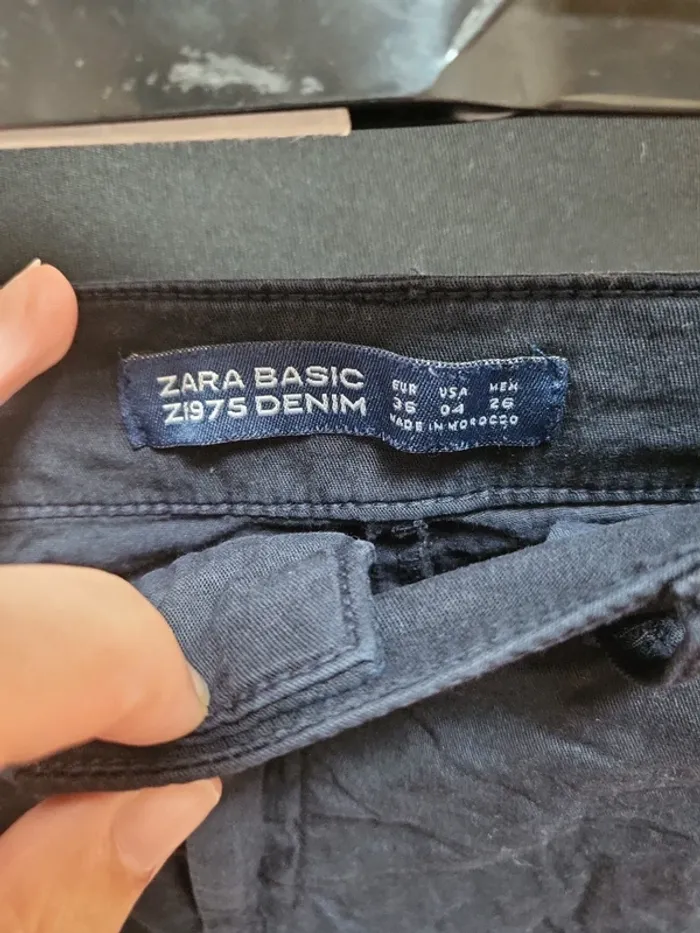 ZARA BASIC
Z1975 DENIM
EUR USA MEX
36 04 26
MADE IN MOROCCO